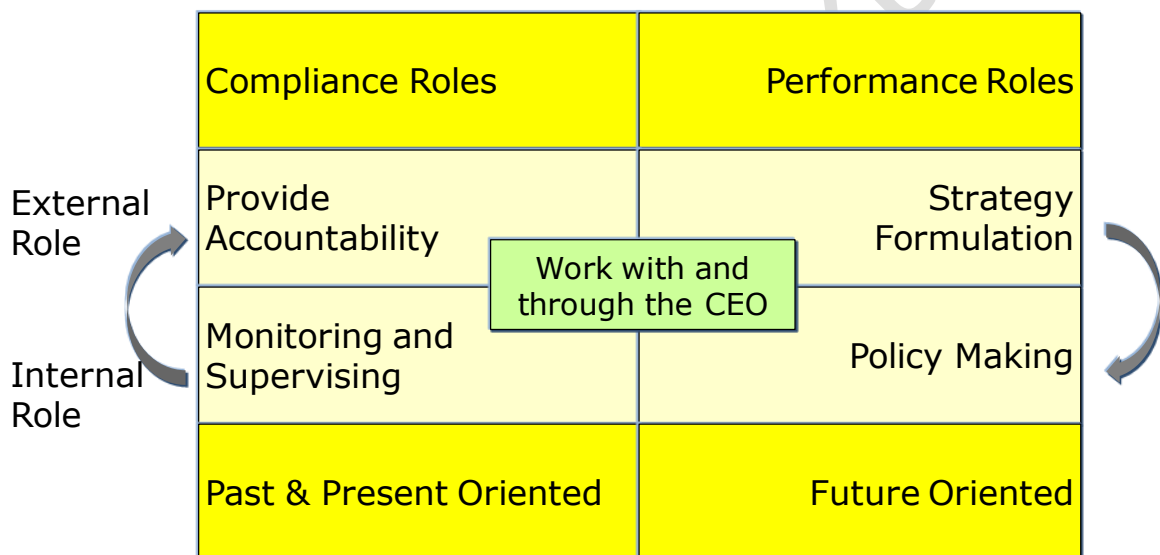 Compliance Roles
Performance Roles
External
Role
Provide
Accountability
Strategy
Formulation
Work with and
through the CEO
Internal
Role
Monitoring and
Supervising
Policy Making
Past & Present Oriented
Future Oriented